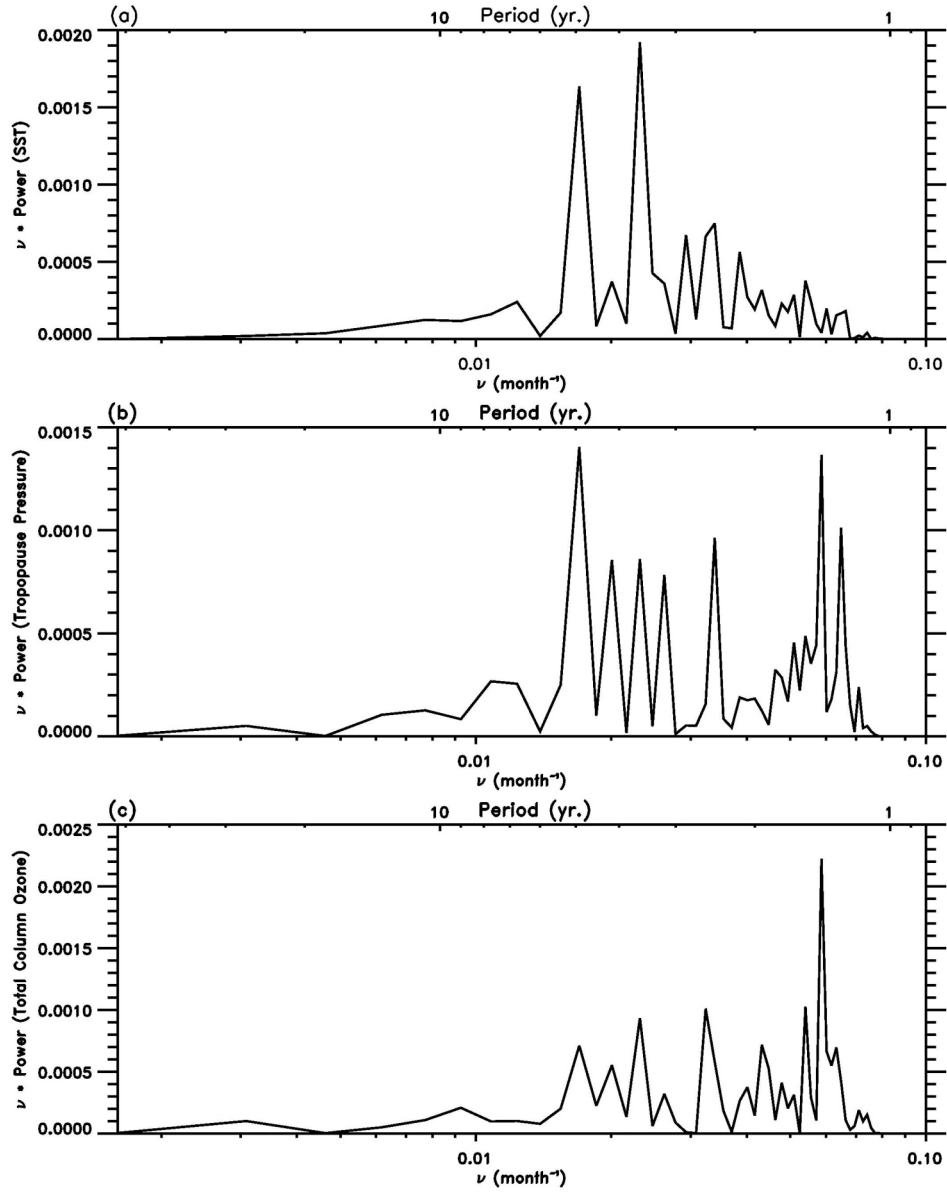 (a) 10 Period (yr.) 1
0.0020
0.0015
0.0010
0.0005
0.0000
ν * Power (SST)
0.01 0.10
ν (month⁻¹)
(b) 10 Period (yr.) 1
0.0015
0.0010
0.0005
0.0000
ν * Power (Tropopause Pressure)
0.01 0.10
ν (month⁻¹)
(c) 10 Period (yr.) 1
0.0025
0.0020
0.0015
0.0010
0.0005
0.0000
ν * Power (Total Column Ozone)
0.01 0.10
ν (month⁻¹)